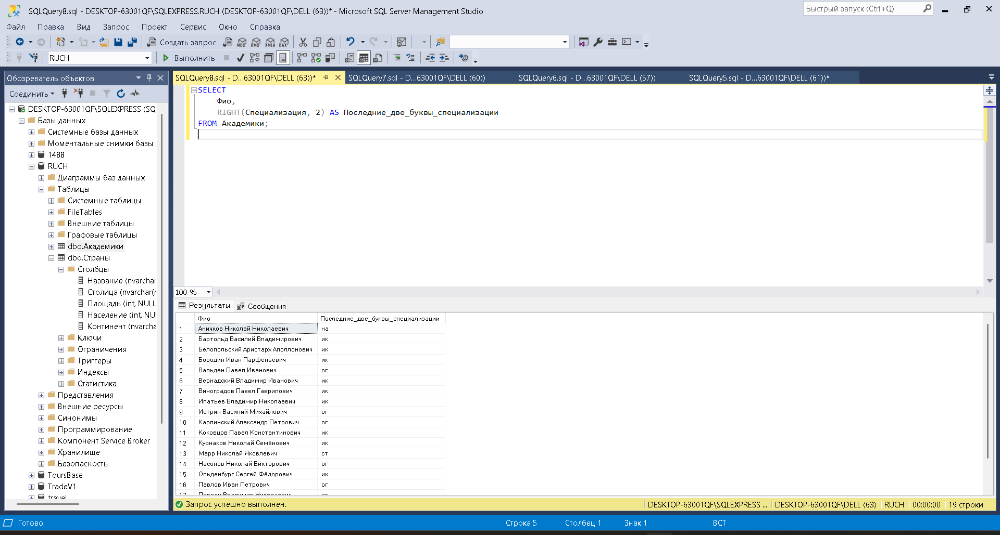 SQLQuery8.sql - DESKTOP-63001QF\SQLEXPRESS.RUCH (DESKTOP-63001QF\DELL (63))* - Microsoft SQL Server Management Studio
Быстрый запуск (Ctrl+Q)
Файл Правка Вид Запрос Проект Сервис Окно Справка
Создать запрос MDX DMX XMLA DAX
RUCH Выполнить
Обозреватель объектов
Соединить
DESKTOP-63001QF\SQLEXPRESS (SQ
Базы данных
Системные базы данных
Моментальные снимки базы
1488
RUCH
Диаграммы баз данных
Таблицы
Системные таблицы
FileTables
Внешние таблицы
Графовые таблицы
dbo.Академики
dbo.Страны
Столбцы
Название (nvarchar
Столица (nvarchar(r
Площадь (int, NULL
Население (int, NUL
Континент (nvarcha
Ключи
Ограничения
Триггеры
Индексы
Статистика
Представления
Внешние ресурсы
Синонимы
Программирование
Компонент Service Broker
Хранилище
Безопасность
ToursBase
TradeV1
travel
SQLQuery8.sql - D...63001QF\DELL (63))* SQLQuery7.sql - D...63001QF\DELL (60)) SQLQuery6.sql - D...63001QF\DELL (57)) SQLQuery5.sql - D...63001QF\DELL (61))*
SELECT
Фио,
RIGHT(Специализация, 2) AS Последние_две_буквы_специализации
FROM Академики;
100 %
Результаты Сообщения
Фио Последние_две_буквы_специализации
1 Аничков Николай Николаевич на
2 Бартольд Василий Владимирович ик
3 Белопольский Аристарх Аполлонович ик
4 Бородин Иван Парфеньевич ик
5 Вальден Павел Иванович ог
6 Вернадский Владимир Иванович ик
7 Виноградов Павел Гаврилович ик
8 Ипатьев Владимир Николаевич ик
9 Истрин Василий Михайлович ог
10 Карпинский Александр Петрович ог
11 Коковцов Павел Константинович ик
12 Курнаков Николай Семёнович ик
13 Марр Николай Яковлевич ст
14 Насонов Николай Викторович ог
15 Ольденбург Сергей Фёдорович ик
16 Павлов Иван Петрович ог
17 Перетц Владимир Николаевич ог
Запрос успешно выполнен. DESKTOP-63001QF\SQLEXPRESS ... DESKTOP-63001QF\DELL (63) RUCH 00:00:00 19 строки
Готово Строка 5 Столбец 1 Знак 1 ВСТ